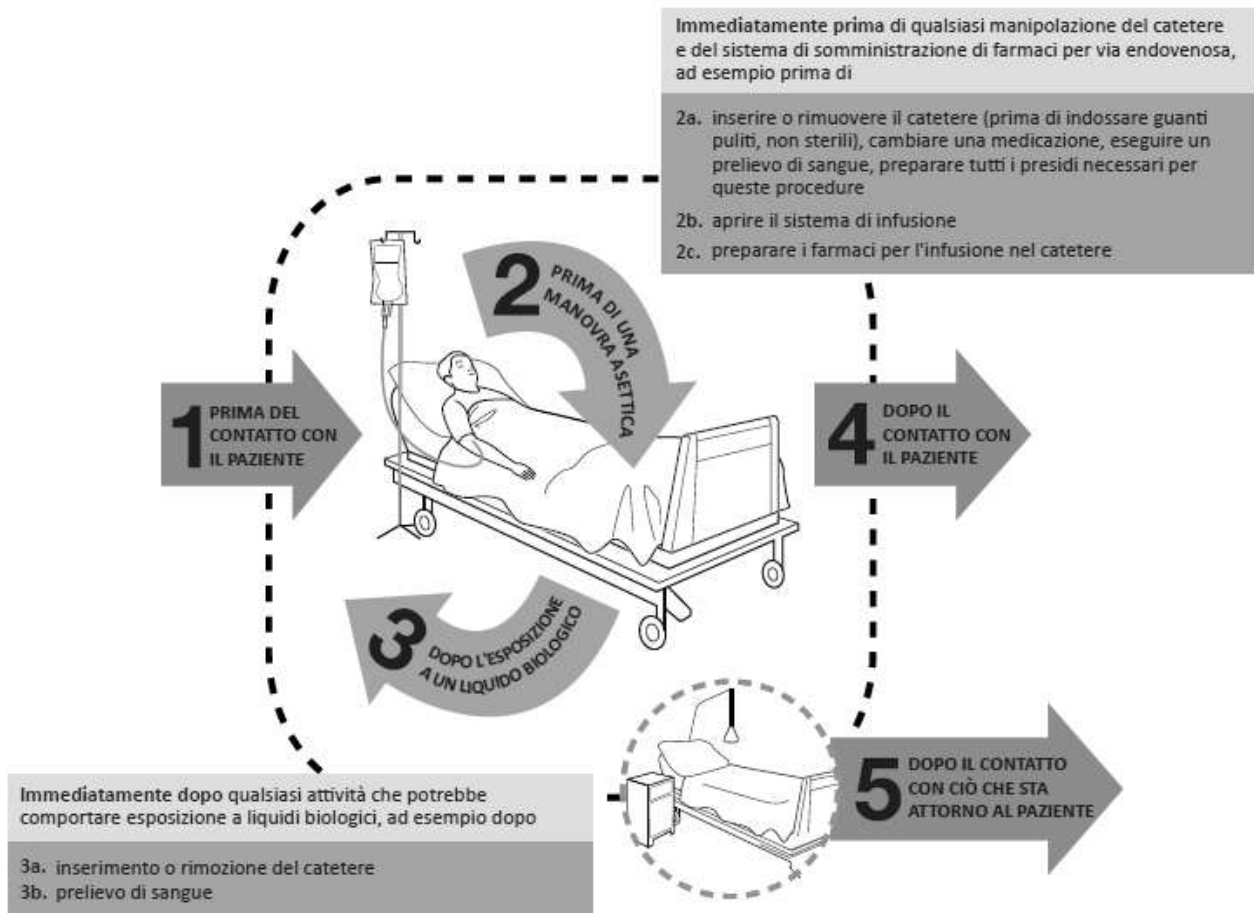 Immediatamente prima di qualsiasi manipolazione del catetere
e del sistema di somministrazione di farmaci per via endovenosa,
ad esempio prima di
2a. inserire o rimuovere il catetere (prima di indossare guanti
puliti, non sterili), cambiare una medicazione, eseguire un
prelievo di sangue, preparare tutti i presidi necessari per
queste procedure
2b. aprire il sistema di infusione
2c. preparare i farmaci per l'infusione nel catetere
1 PRIMA DEL
CONTATTO CON
IL PAZIENTE
2 PRIMA DI UNA
MANOVRA ASETTICA
3 DOPO L'ESPOSIZIONE
A UN LIQUIDO BIOLOGICO
4 DOPO IL
CONTATTO CON
IL PAZIENTE
5 DOPO IL CONTATTO
CON CIÒ CHE STA
ATTORNO AL PAZIENTE
Immediatamente dopo qualsiasi attività che potrebbe
comportare esposizione a liquidi biologici, ad esempio dopo
3a. inserimento o rimozione del catetere
3b. prelievo di sangue